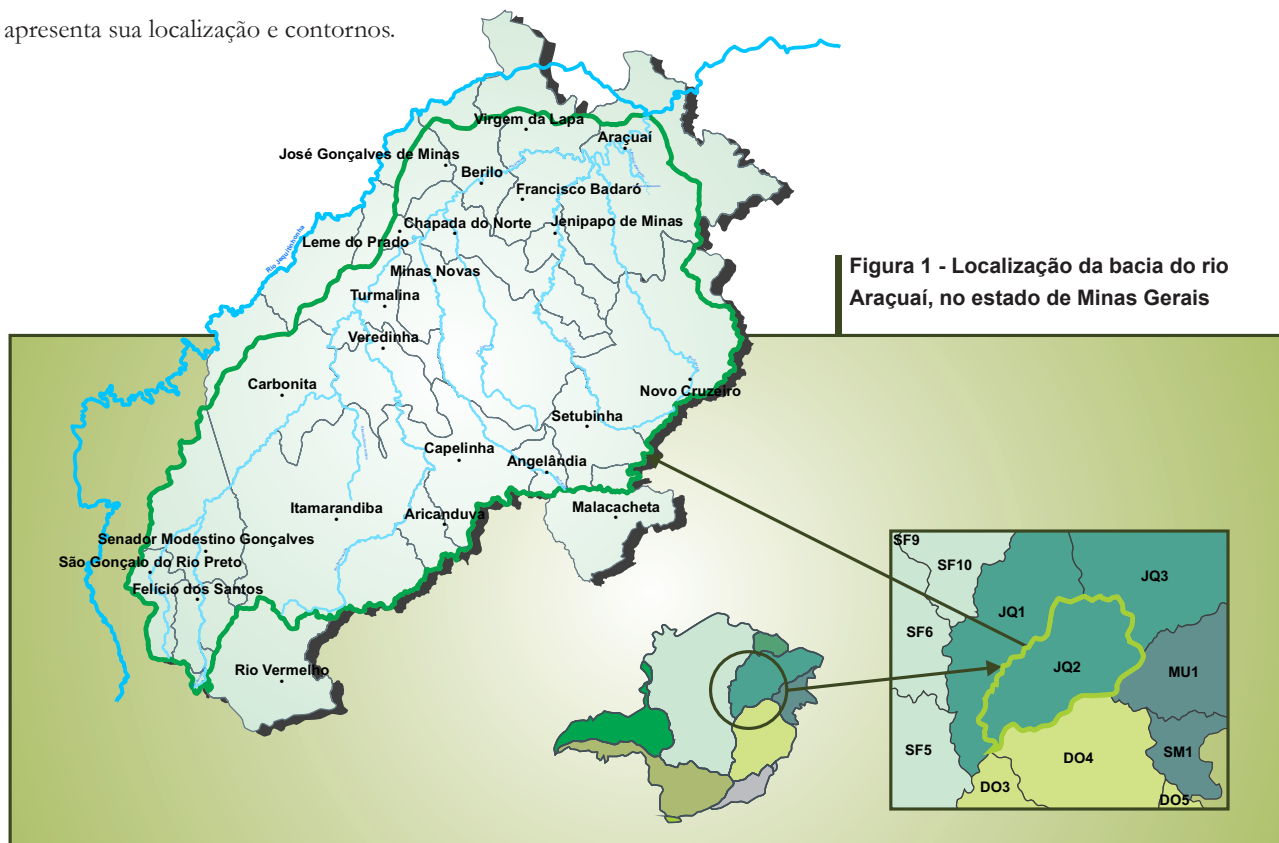 apresenta sua localização e contornos.
Virgem da Lapa
Araçuaí
José Gonçalves de Minas
Berilo
Francisco Badaró
Chapada do Norte
Jenipapo de Minas
Leme do Prado
Rio Jequitinhonha
Minas Novas
Figura 1 - Localização da bacia do rio
Araçuaí, no estado de Minas Gerais
Turmalina
Veredinha
Carbonita
Novo Cruzeiro
Setubinha
Capelinha
Angelândia
Itamarandiba
Aricanduva
Malacacheta
Senador Modestino Gonçalves
São Gonçalo do Rio Preto
Felício dos Santos
Rio Vermelho
SF9
SF10
JQ3
JQ1
SF6
JQ2
MU1
SF5
DO4
SM1
DO3
DO5